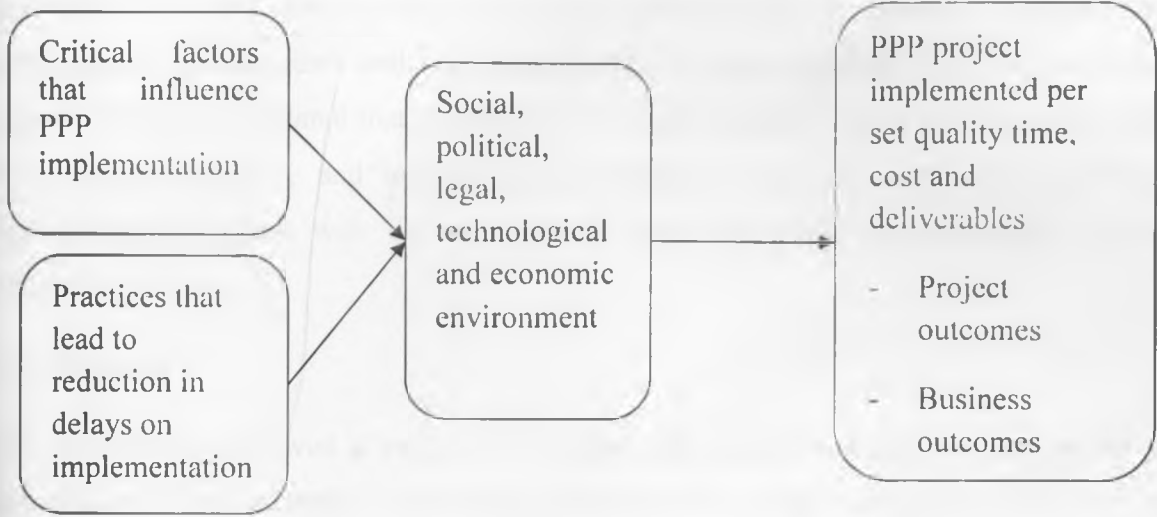 Critical factors
that influence
PPP
implementation
Practices that
lead to
reduction in
delays on
implementation
Social,
political,
legal,
technological
and economic
environment
PPP project
implemented per
set quality time,
cost and
deliverables
- Project
outcomes
- Business
outcomes